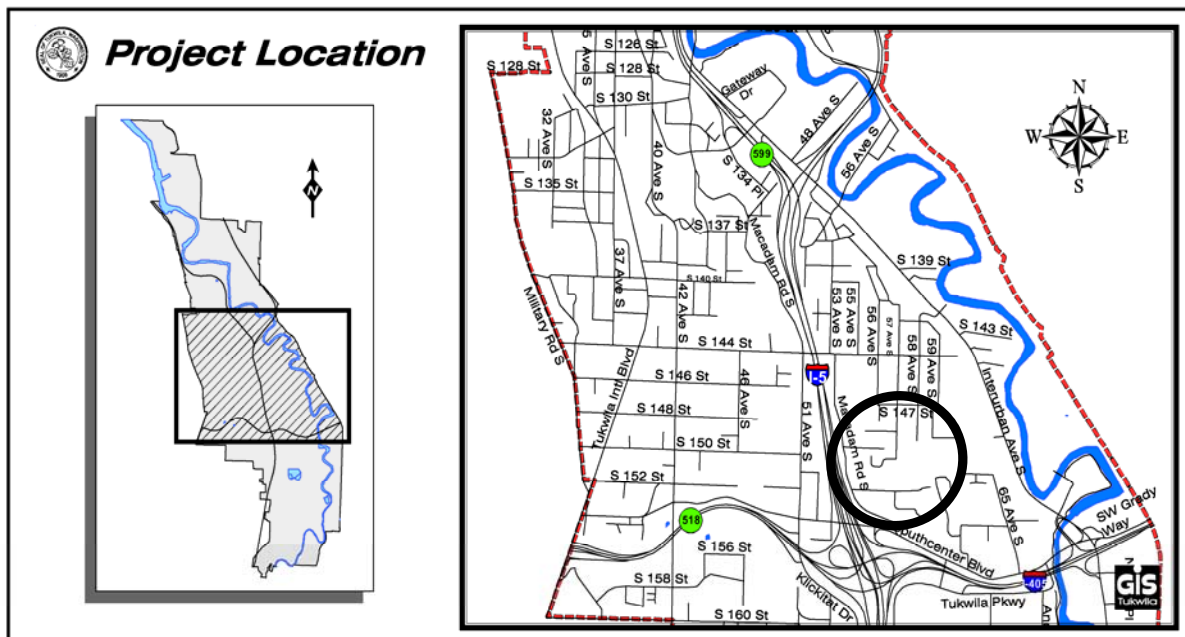 Project Location
N
N
W
E
S
S 126 St
S 128 St
S 128 St
S 130 St
Gateway
Dr
48 Ave S
56 Ave S
32 Ave S
40 Ave S
599
S 134 Pl
S 135 St
S 137 St
Macadam Rd S
S 139 St
37 Ave S
S 140 St
42 Ave S
Military Rd S
53 Ave S
55 Ave S
56 Ave S
57 Ave S
58 Ave S
59 Ave S
S 143 St
S 144 St
Tukwila Intl Blvd
S 146 St
46 Ave S
I-5
Interurban Ave S
S 147 St
S 148 St
51 Ave S
Macadam Rd S
S 150 St
S 152 St
65 Ave S
SW Grady
Way
518
S 156 St
Southcenter Blvd
S 158 St
Klickitat Dr
I-405
Tukwila Pkwy
S 160 St
GIS
Tukwila